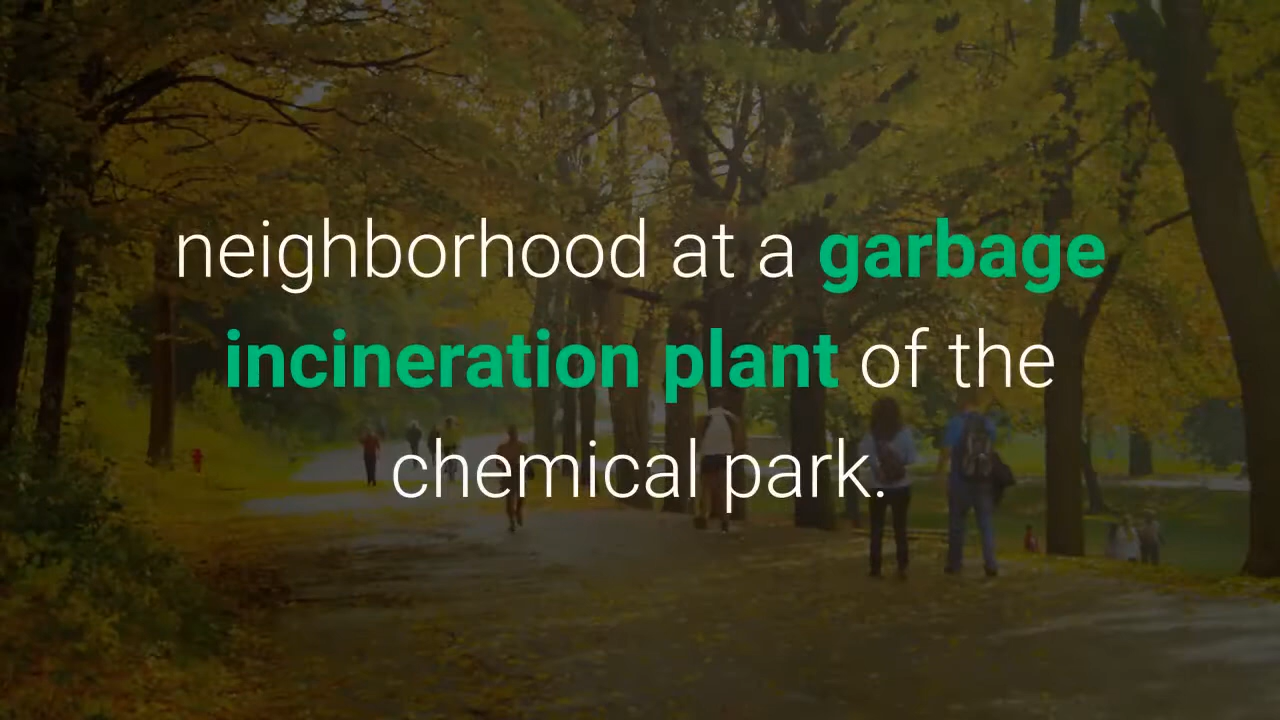 neighborhood at a garbage
incineration plant of the
chemical park.